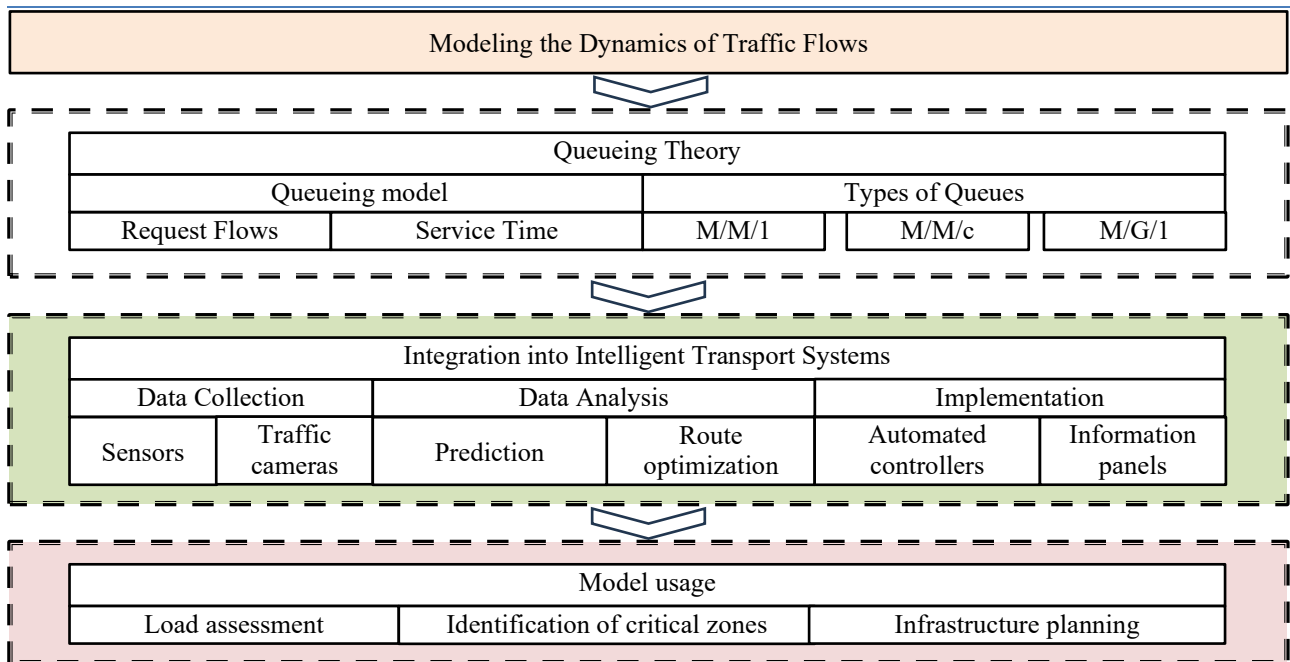 Modeling the Dynamics of Traffic Flows
Queueing Theory
Queueing model
Types of Queues
Request Flows
Service Time
M/M/1
M/M/c
M/G/1
Integration into Intelligent Transport Systems
Data Collection
Data Analysis
Implementation
Sensors
Traffic
cameras
Prediction
Route
optimization
Automated
controllers
Information
panels
Model usage
Load assessment
Identification of critical zones
Infrastructure planning